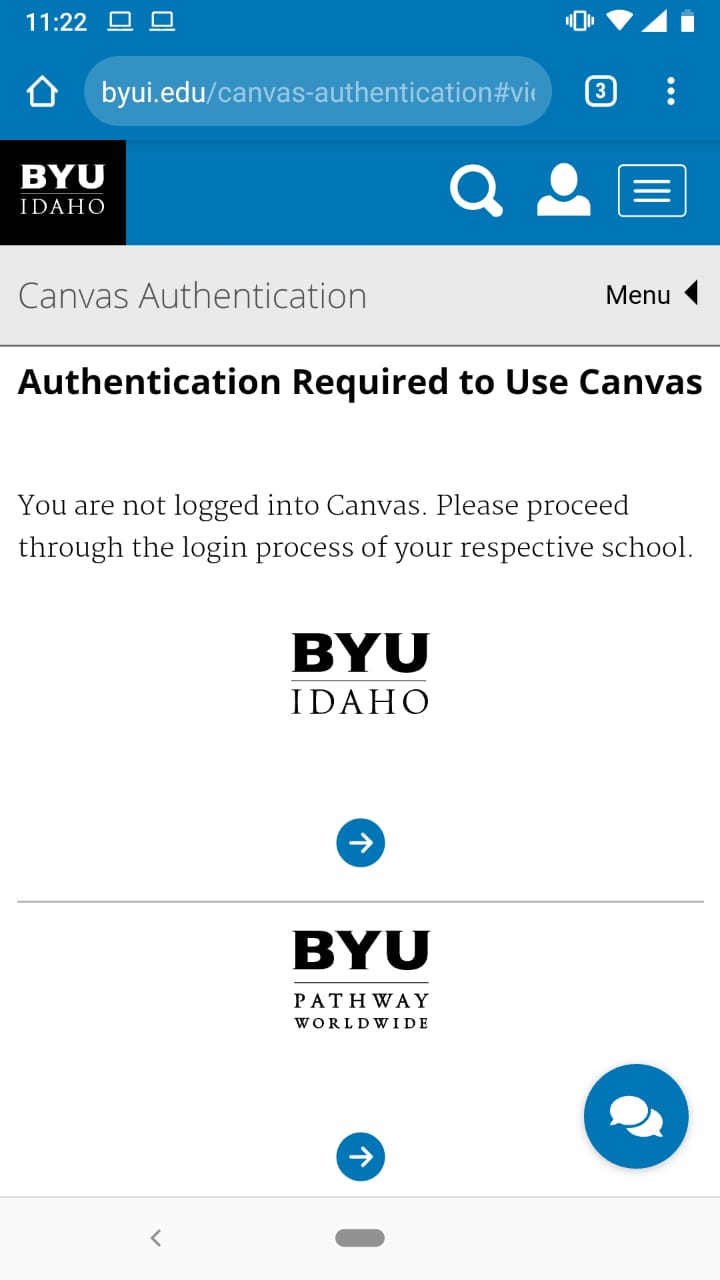 11:22
byui.edu/canvas-authentication#vi
3
BYU
IDAHO
Canvas Authentication
Menu
Authentication Required to Use Canvas
You are not logged into Canvas. Please proceed
through the login process of your respective school.
BYU
IDAHO
BYU
PATHWAY
WORLDWIDE